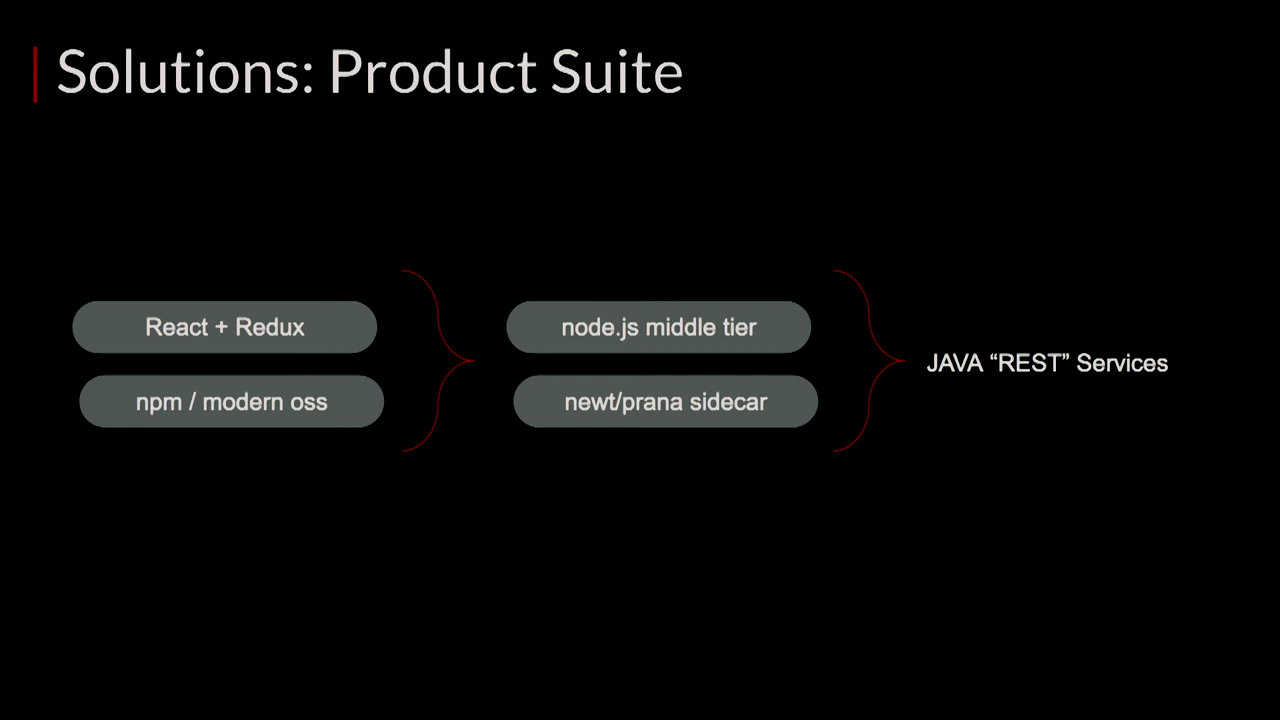 Solutions: Product Suite
React + Redux
npm / modern oss
node.js middle tier
newt/prana sidecar
JAVA “REST” Services